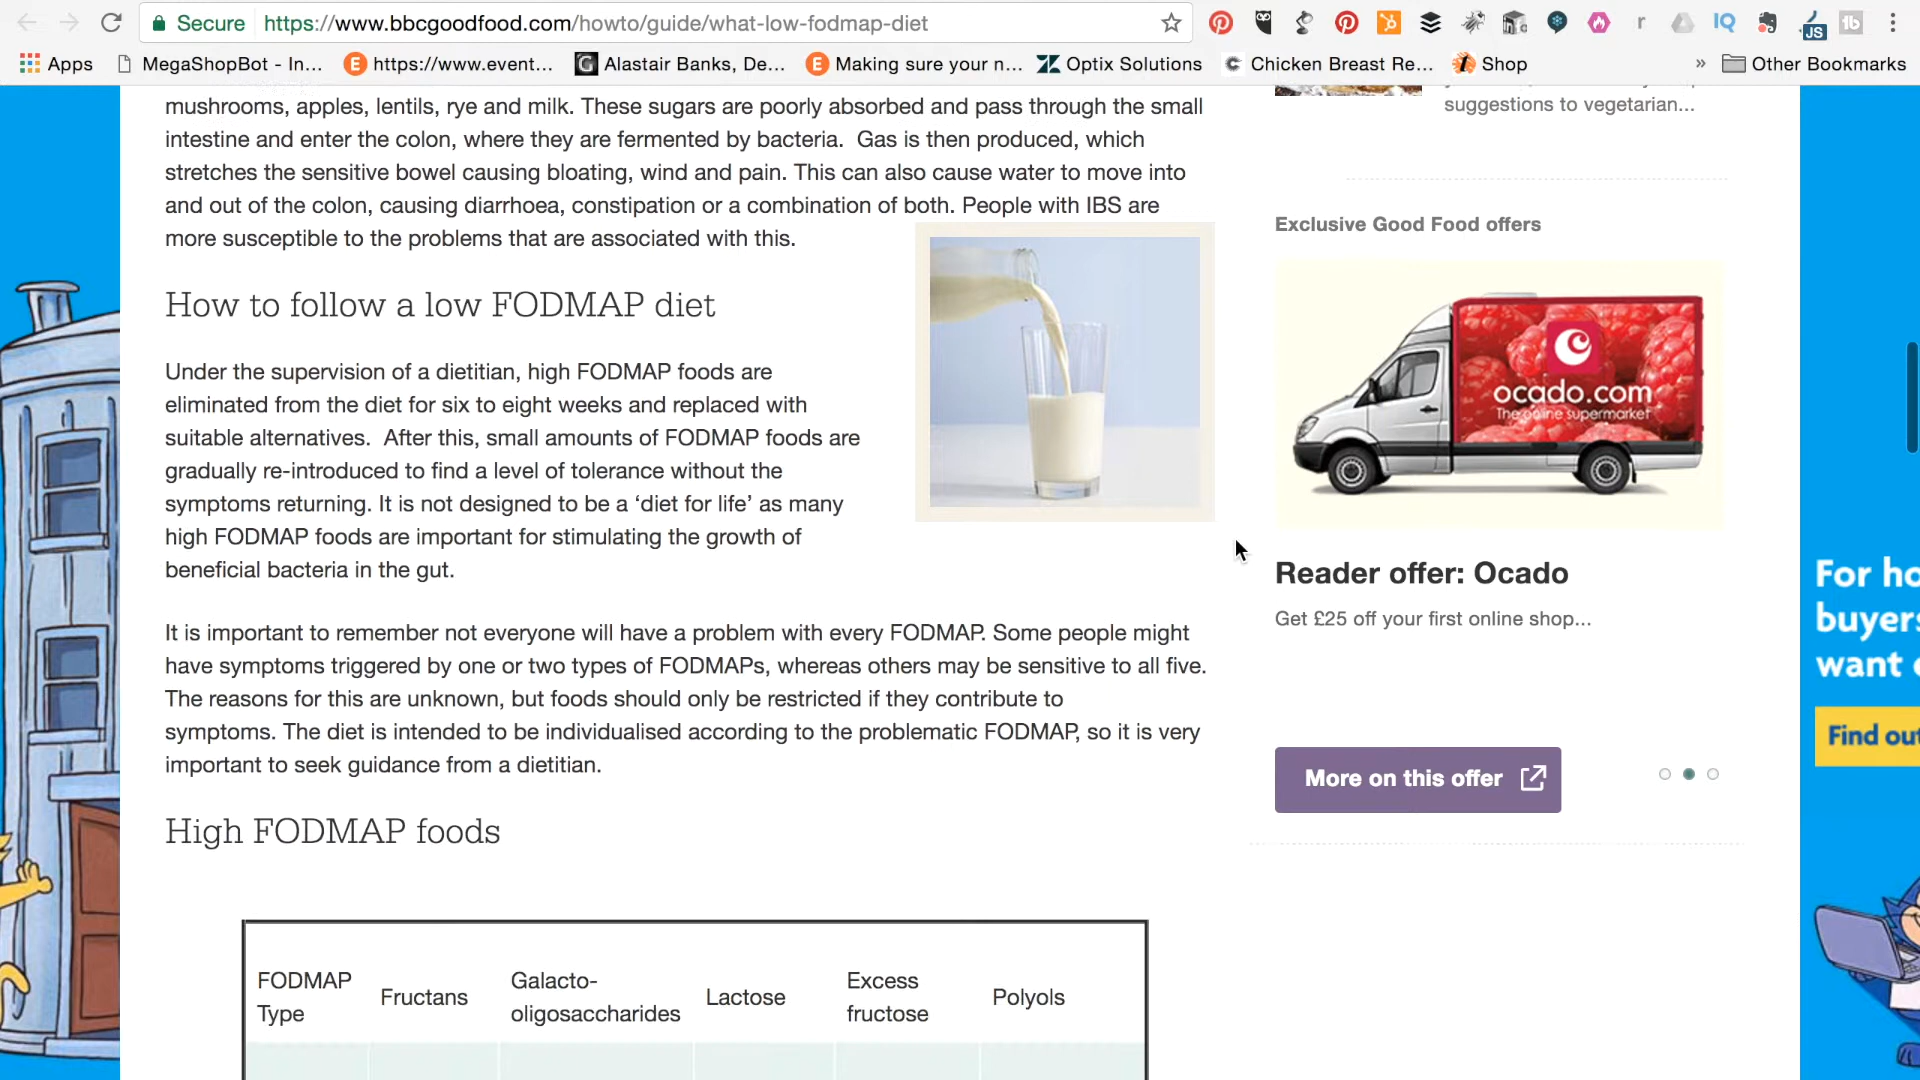 Secure https://www.bbcgoodfood.com/howto/guide/what-low-fodmap-diet
Apps MegaShopBot - In... https://www.event... Alastair Banks, De... Making sure your n... Optix Solutions Chicken Breast Re... Shop » Other Bookmarks
mushrooms, apples, lentils, rye and milk. These sugars are poorly absorbed and pass through the small
intestine and enter the colon, where they are fermented by bacteria.  Gas is then produced, which
stretches the sensitive bowel causing bloating, wind and pain. This can also cause water to move into
and out of the colon, causing diarrhoea, constipation or a combination of both. People with IBS are
more susceptible to the problems that are associated with this.
How to follow a low FODMAP diet
Under the supervision of a dietitian, high FODMAP foods are
eliminated from the diet for six to eight weeks and replaced with
suitable alternatives.  After this, small amounts of FODMAP foods are
gradually re-introduced to find a level of tolerance without the
symptoms returning. It is not designed to be a ‘diet for life’ as many
high FODMAP foods are important for stimulating the growth of
beneficial bacteria in the gut.
It is important to remember not everyone will have a problem with every FODMAP. Some people might
have symptoms triggered by one or two types of FODMAPs, whereas others may be sensitive to all five.
The reasons for this are unknown, but foods should only be restricted if they contribute to
symptoms. The diet is intended to be individualised according to the problematic FODMAP, so it is very
important to seek guidance from a dietitian.
High FODMAP foods
FODMAP Type
Fructans
Galacto-oligosaccharides
Lactose
Excess fructose
Polyols
suggestions to vegetarian...
Exclusive Good Food offers
ocado.com
The online supermarket
Reader offer: Ocado
Get £25 off your first online shop...
More on this offer
For ho
buyers
want
Find out